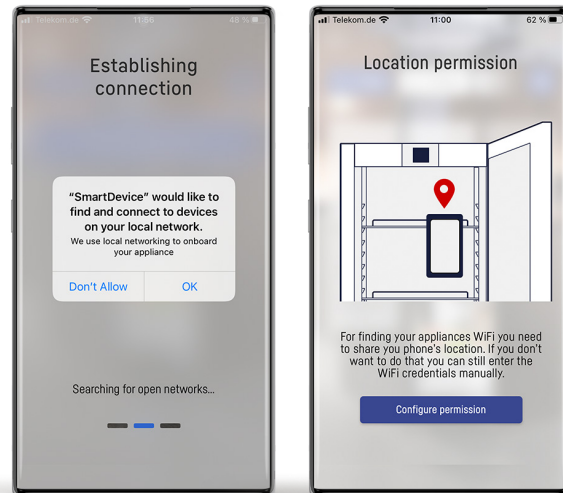 Telekom.de 11:56 48 %
Establishing
connection
"SmartDevice" would like to
find and connect to devices
on your local network.
We use local networking to onboard
your appliance
Don't Allow OK
Searching for open networks...
Telekom.de 11:00 62 %
Location permission
For finding your appliances WiFi you need
to share you phone's location. If you don't
want to do that you can still enter the
WiFi credentials manually.
Configure permission